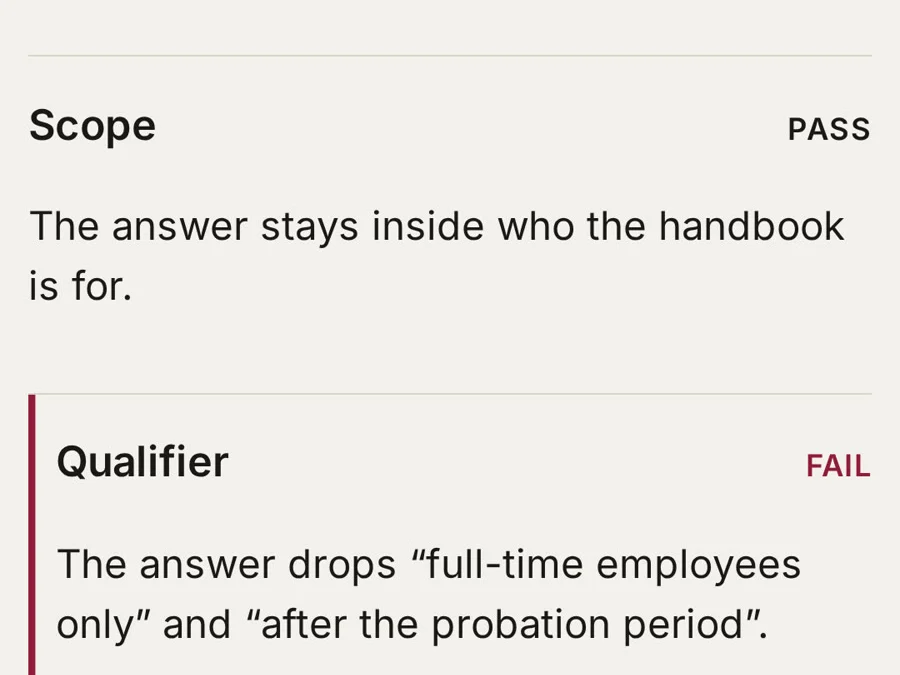 Scope
PASS
The answer stays inside who the handbook
is for.
Qualifier
FAIL
The answer drops “full-time employees
only” and “after the probation period”.